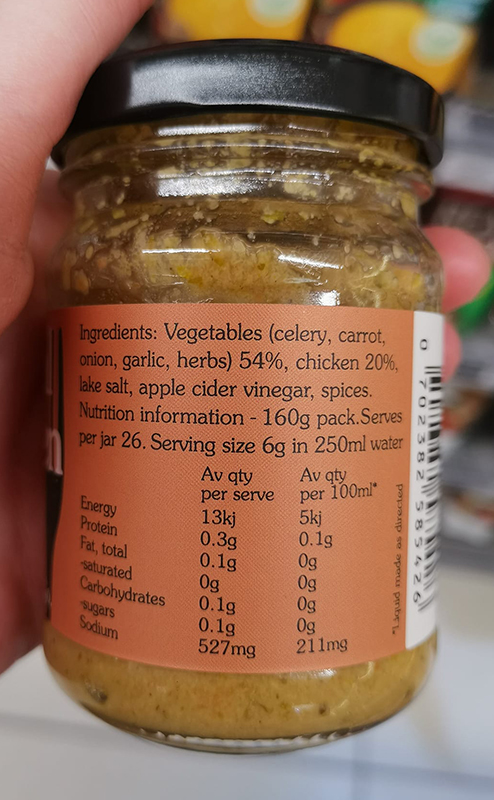 Ingredients: Vegetables (celery, carrot,
onion, garlic, herbs) 54%, chicken 20%,
lake salt, apple cider vinegar, spices.
Nutrition information - 160g pack.Serves
per jar 26. Serving size 6g in 250ml water
Av qty per serve Av qty per 100ml*
Energy 13kj 5kj
Protein 0.3g 0.1g
Fat, total 0.1g 0g
-saturated 0g 0g
Carbohydrates 0.1g 0g
-sugars 0.1g 0g
Sodium 527mg 211mg
*Liquid made as directed
0 702382 585426